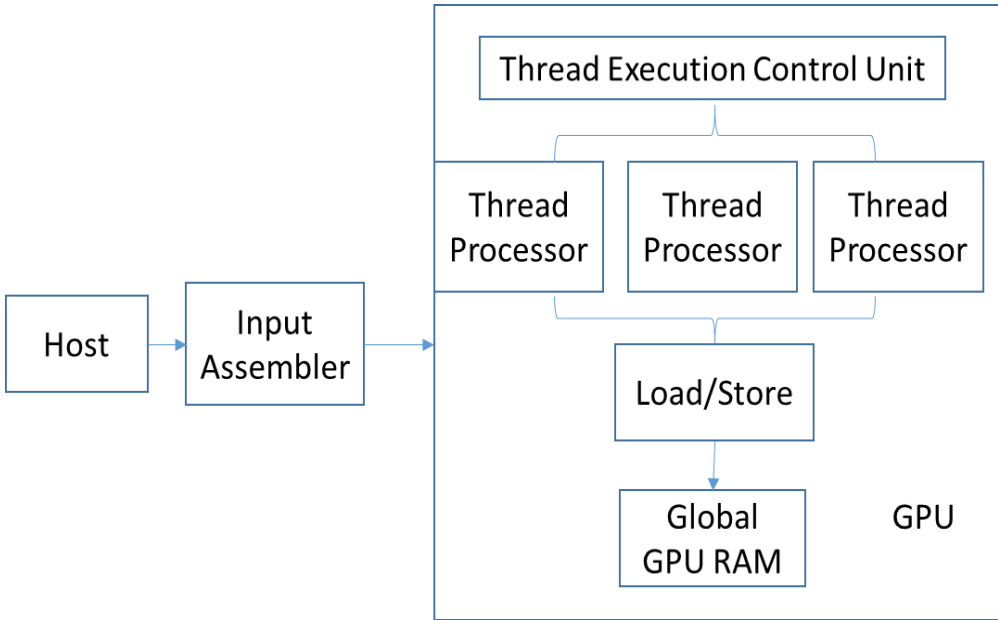 Thread Execution Control Unit
Thread
Processor
Thread
Processor
Thread
Processor
Host
Input
Assembler
Load/Store
Global
GPU RAM
GPU